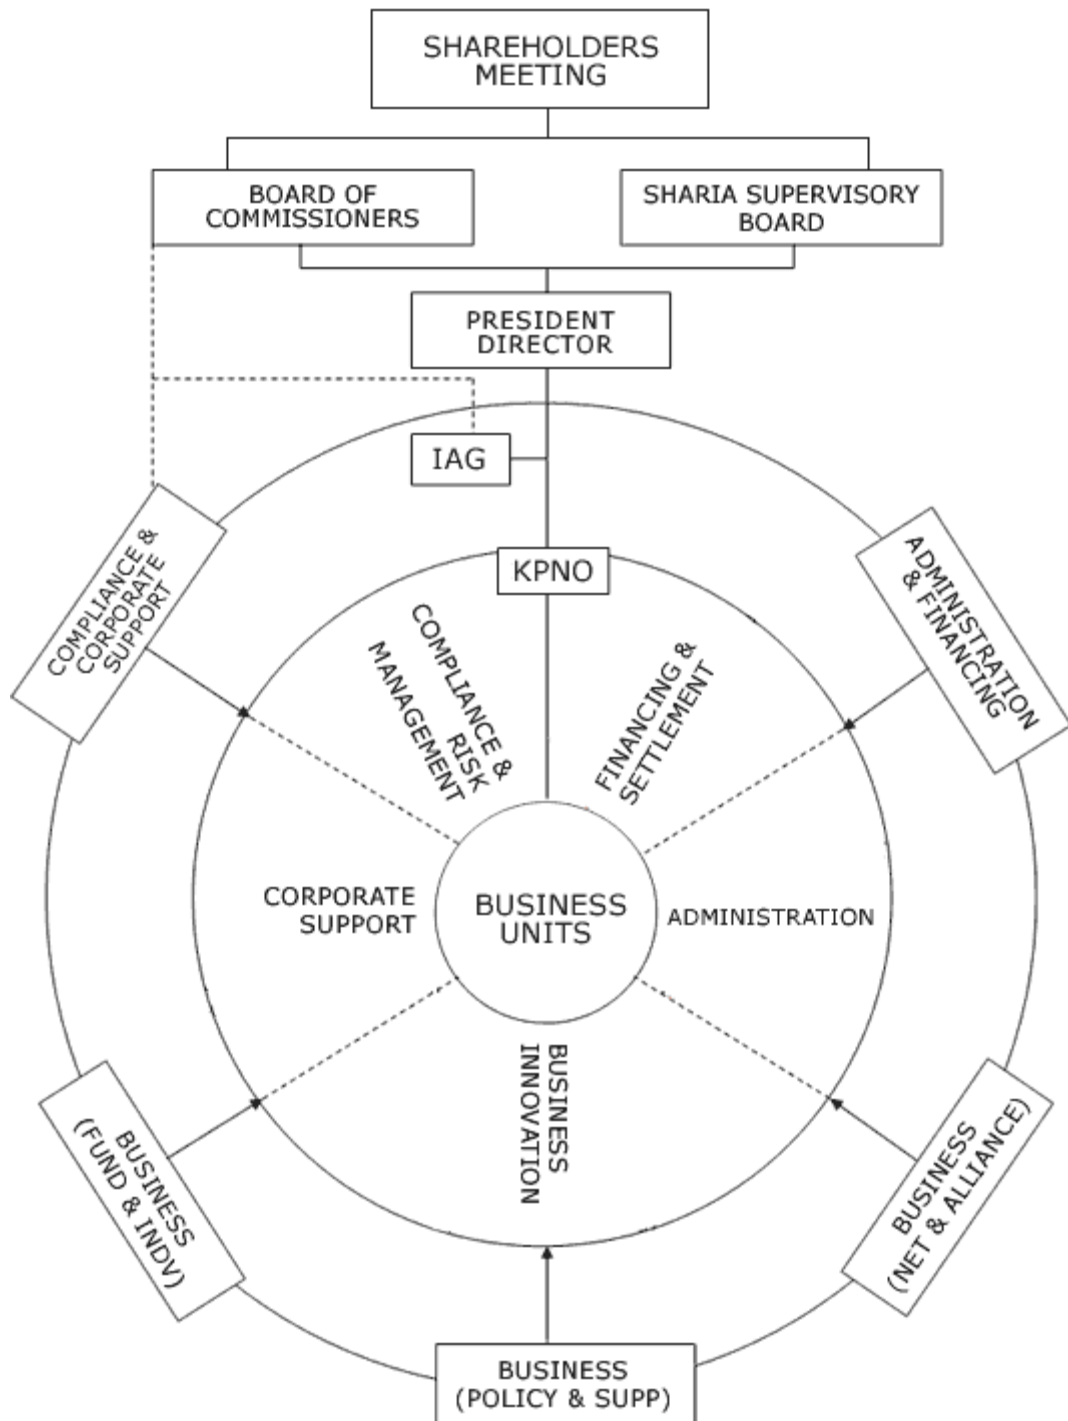 SHAREHOLDERS
MEETING
BOARD OF
COMMISSIONERS
SHARIA SUPERVISORY
BOARD
PRESIDENT
DIRECTOR
IAG
KPNO
COMPLIANCE &
CORPORATE
SUPPORT
ADMINISTRATION
& FINANCING
COMPLIANCE &
RISK
MANAGEMENT
FINANCING &
SETTLEMENT
CORPORATE
SUPPORT
BUSINESS
UNITS
ADMINISTRATION
BUSINESS
INNOVATION
BUSINESS
(FUND & INDV)
BUSINESS
(NET & ALLIANCE)
BUSINESS
(POLICY & SUPP)